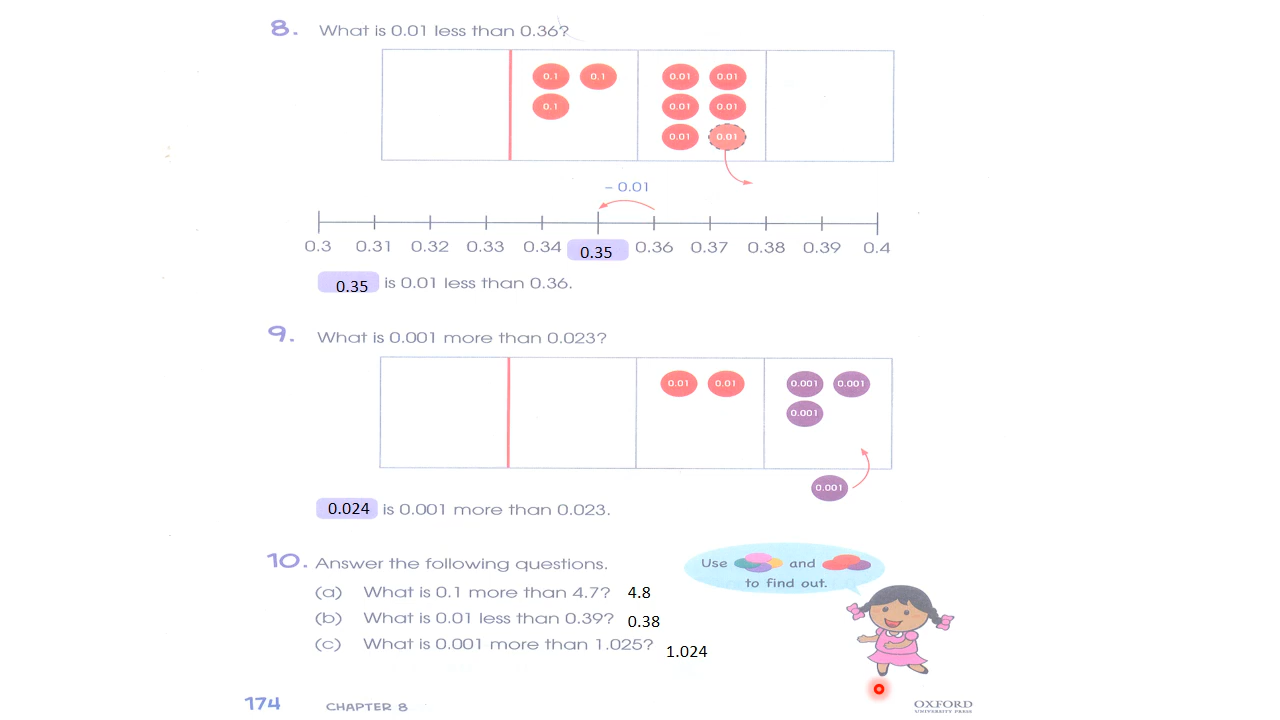 8. What is 0.01 less than 0.36?
0.1 0.1 0.01 0.01
0.1 0.01 0.01
0.01 0.01
– 0.01
0.3 0.31 0.32 0.33 0.34 0.35 0.36 0.37 0.38 0.39 0.4
0.35 is 0.01 less than 0.36.
9. What is 0.001 more than 0.023?
0.01 0.01 0.001 0.001
0.001
0.001
0.024 is 0.001 more than 0.023.
10. Answer the following questions.
Use and
to find out.
(a) What is 0.1 more than 4.7? 4.8
(b) What is 0.01 less than 0.39? 0.38
(c) What is 0.001 more than 1.025? 1.024
174 CHAPTER 8
OXFORD
UNIVERSITY PRESS